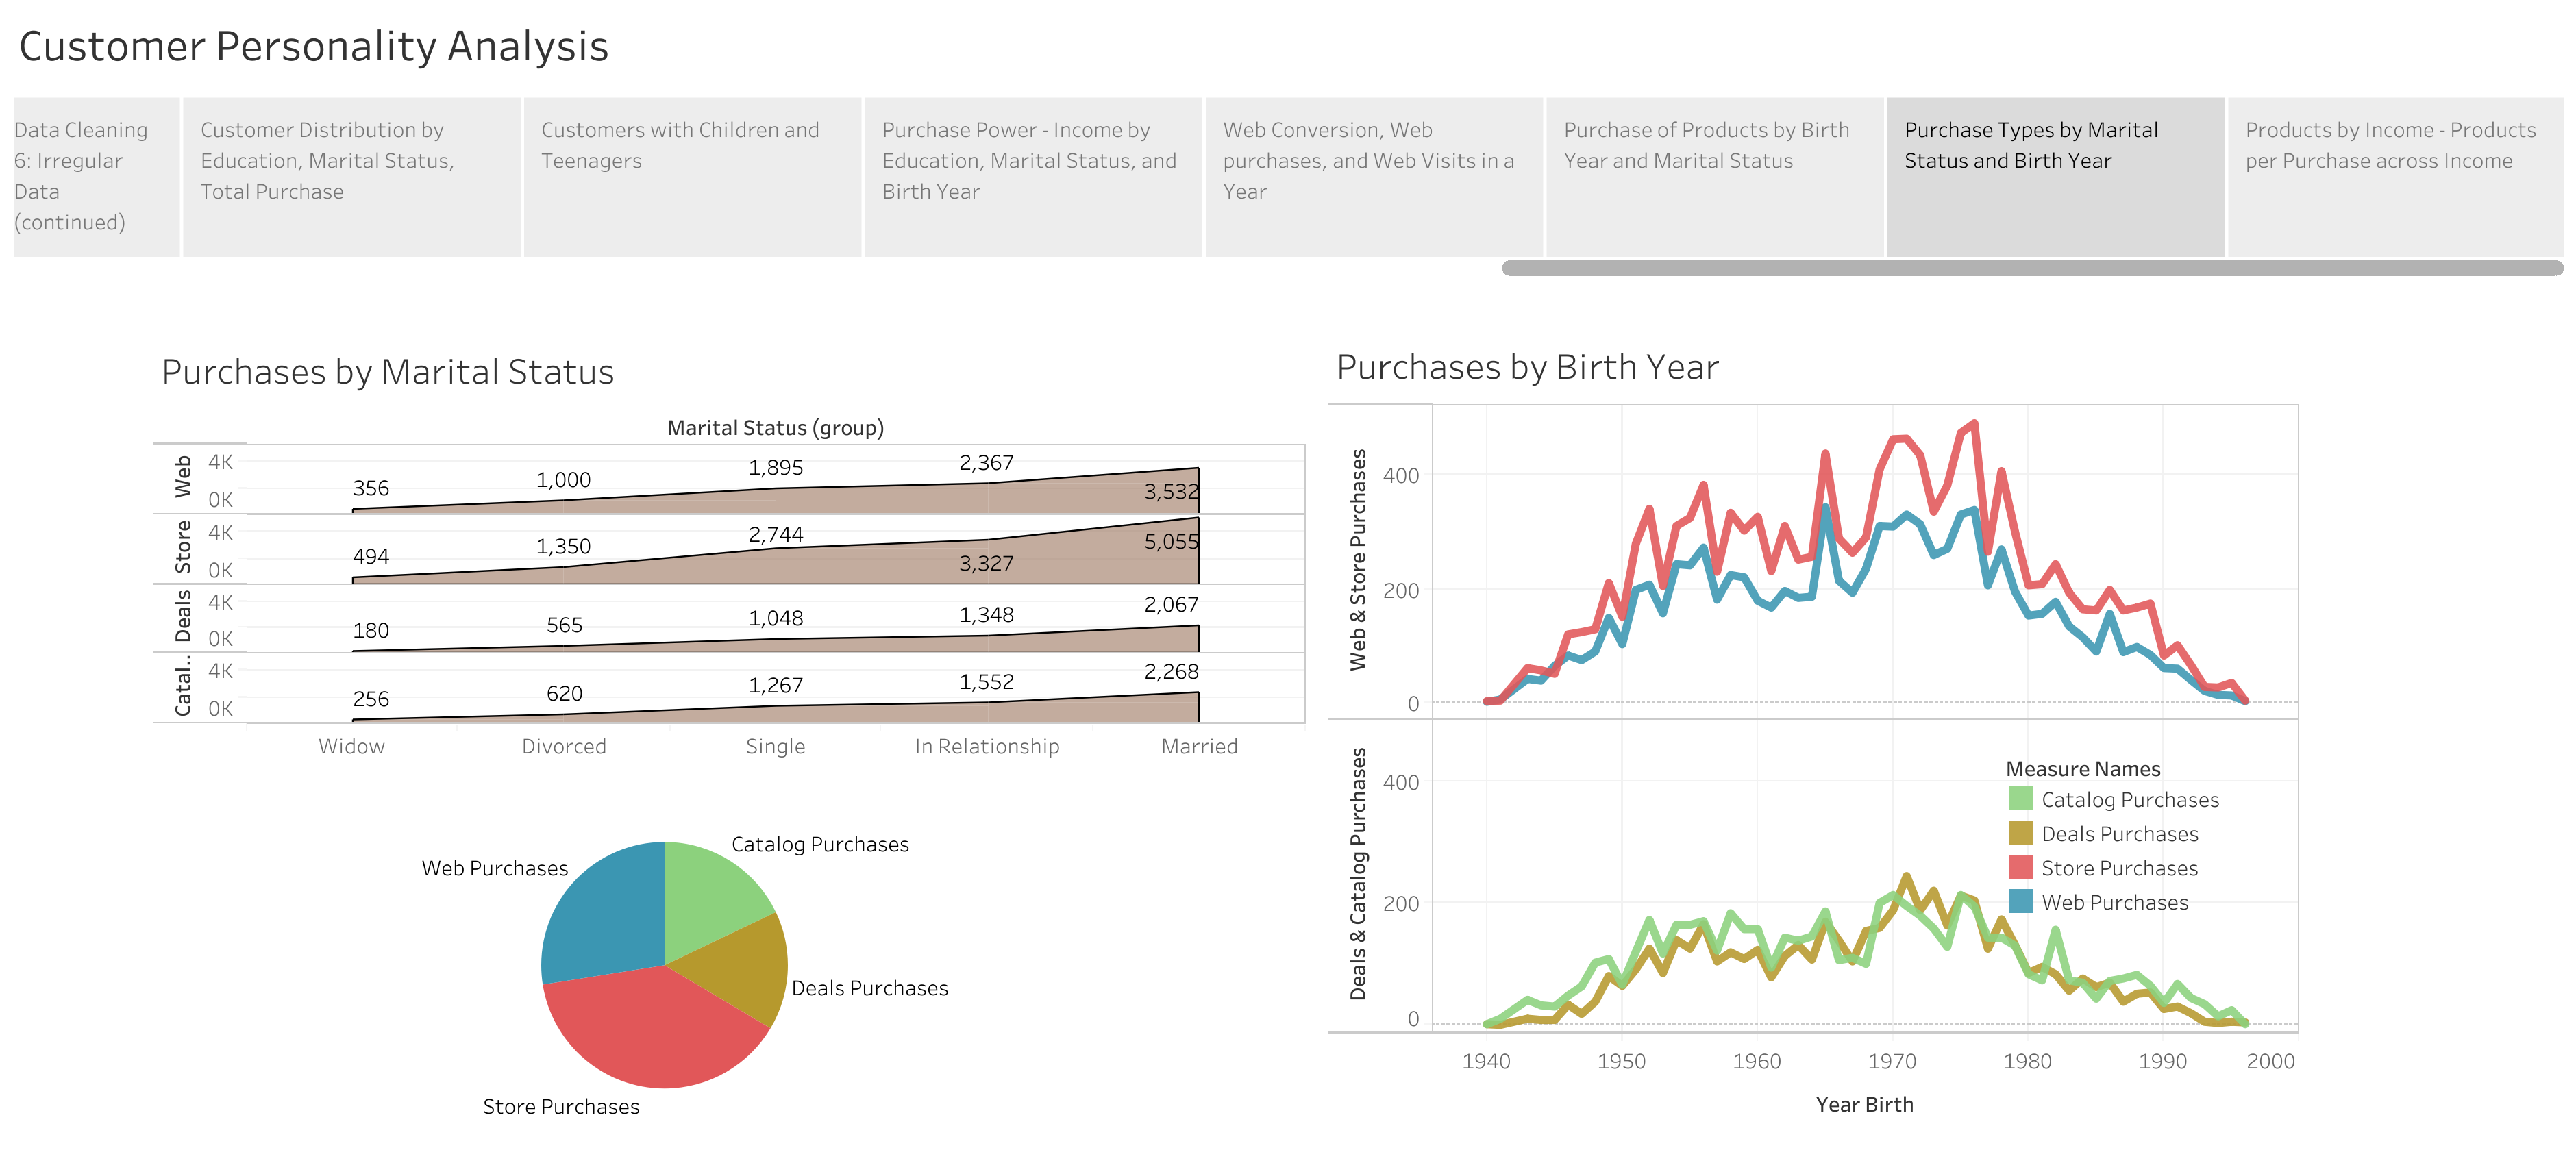 Customer Personality Analysis
Data Cleaning
6: Irregular
Data
(continued)
Customer Distribution by
Education, Marital Status,
Total Purchase
Customers with Children and
Teenagers
Purchase Power - Income by
Education, Marital Status, and
Birth Year
Web Conversion, Web
purchases, and Web Visits in a
Year
Purchase of Products by Birth
Year and Marital Status
Purchase Types by Marital
Status and Birth Year
Products by Income - Products
per Purchase across Income
Purchases by Marital Status
Marital Status (group)
Web
4K
0K
356
1,000
1,895
2,367
3,532
Store
4K
0K
494
1,350
2,744
3,327
5,055
Deals
4K
0K
180
565
1,048
1,348
2,067
Catal..
4K
0K
256
620
1,267
1,552
2,268
Widow
Divorced
Single
In Relationship
Married
Web Purchases
Catalog Purchases
Deals Purchases
Store Purchases
Purchases by Birth Year
Web & Store Purchases
400
200
0
Deals & Catalog Purchases
400
200
0
Measure Names
Catalog Purchases
Deals Purchases
Store Purchases
Web Purchases
1940
1950
1960
1970
1980
1990
2000
Year Birth